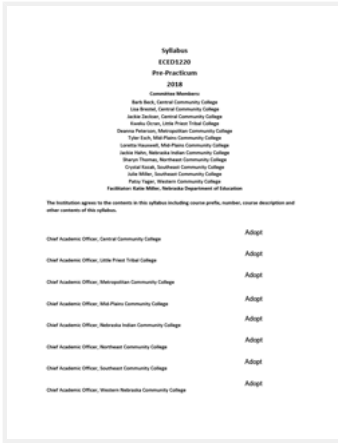 Syllabus
ECED1220
Pre-Practicum
2018
Committee Members:
Barb Beck, Central Community College
Lisa Brestel, Central Community College
Jackie Zeckser, Central Community College
Kwaku Ocran, Little Priest Tribal College
Deanna Peterson, Metropolitan Community College
Tyler Esch, Mid-Plains Community College
Loretta Hauxwell, Mid-Plains Community College
Jackie Hahn, Nebraska Indian Community College
Sharyn Thomas, Northeast Community College
Crystal Kozak, Southeast Community College
Julie Miller, Southeast Community College
Patsy Yager, Western Community College
Facilitator: Katie Miller, Nebraska Department of Education
The Institution agrees to the contents in this syllabus including course prefix, number, course description and
other contents of this syllabus.
Adopt
Chief Academic Officer, Central Community College
Adopt
Chief Academic Officer, Little Priest Tribal College
Adopt
Chief Academic Officer, Metropolitan Community College
Adopt
Chief Academic Officer, Mid-Plains Community College
Adopt
Chief Academic Officer, Nebraska Indian Community College
Adopt
Chief Academic Officer, Northeast Community College
Adopt
Chief Academic Officer, Southeast Community College
Adopt
Chief Academic Officer, Western Nebraska Community College